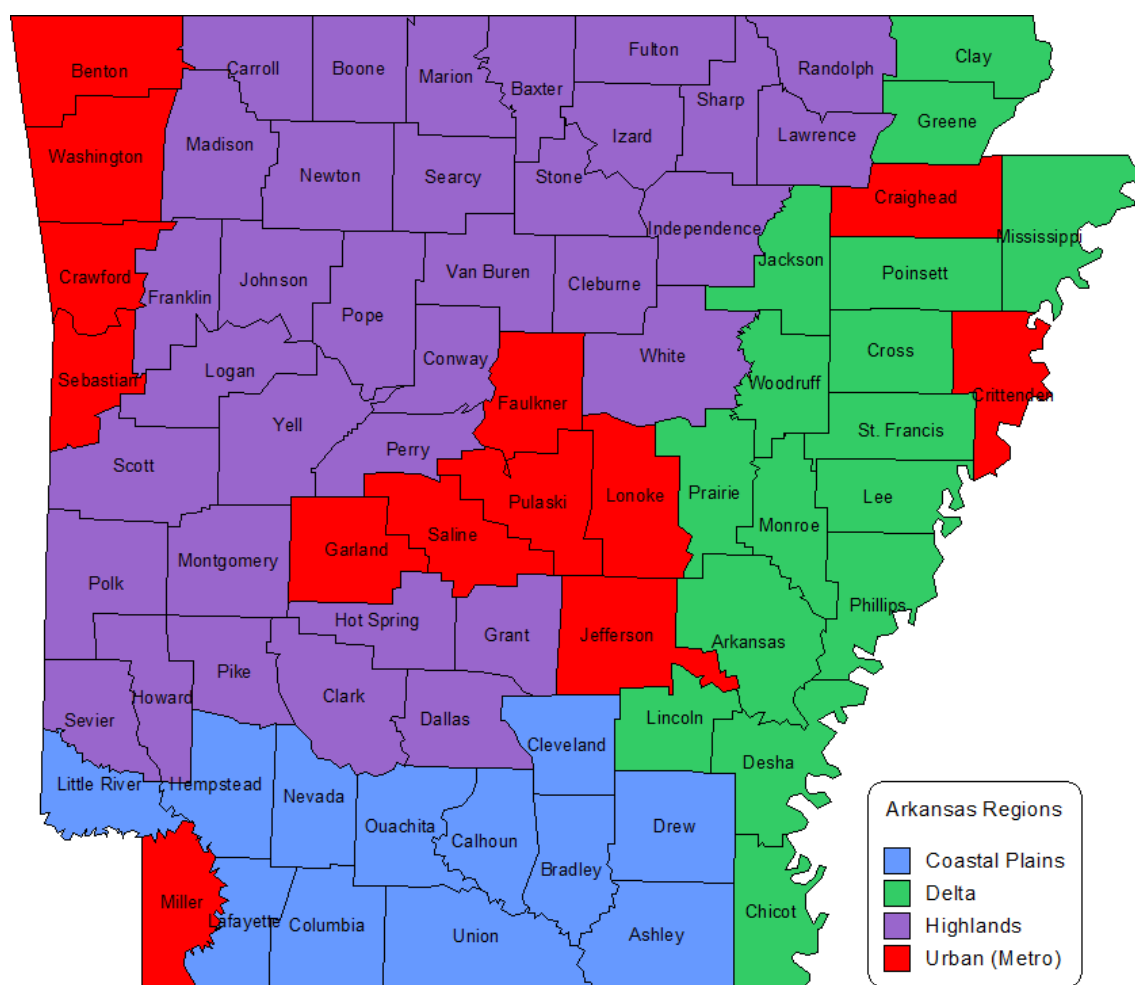 Fulton
Clay
Benton
Carroll
Boone
Marion
Randolph
Baxter
Sharp
Greene
Izard
Lawrence
Madison
Washington
Newton
Searcy
Stone
Craighead
Independence
Mississippi
Jackson
Van Buren
Poinsett
Crawford
Johnson
Cleburne
Franklin
Pope
Cross
White
Conway
Logan
Sebastian
Woodruff
Crittenden
Faulkner
Yell
St. Francis
Perry
Scott
Prairie
Lee
Lonoke
Pulaski
Monroe
Saline
Garland
Montgomery
Polk
Phillips
Hot Spring
Grant
Jefferson
Arkansas
Pike
Howard
Clark
Sevier
Dallas
Lincoln
Cleveland
Desha
Little River
Hempstead
Nevada
Ouachita
Drew
Calhoun
Bradley
Miller
Chicot
Lafayette
Columbia
Union
Ashley
Arkansas Regions
Coastal Plains
Delta
Highlands
Urban (Metro)